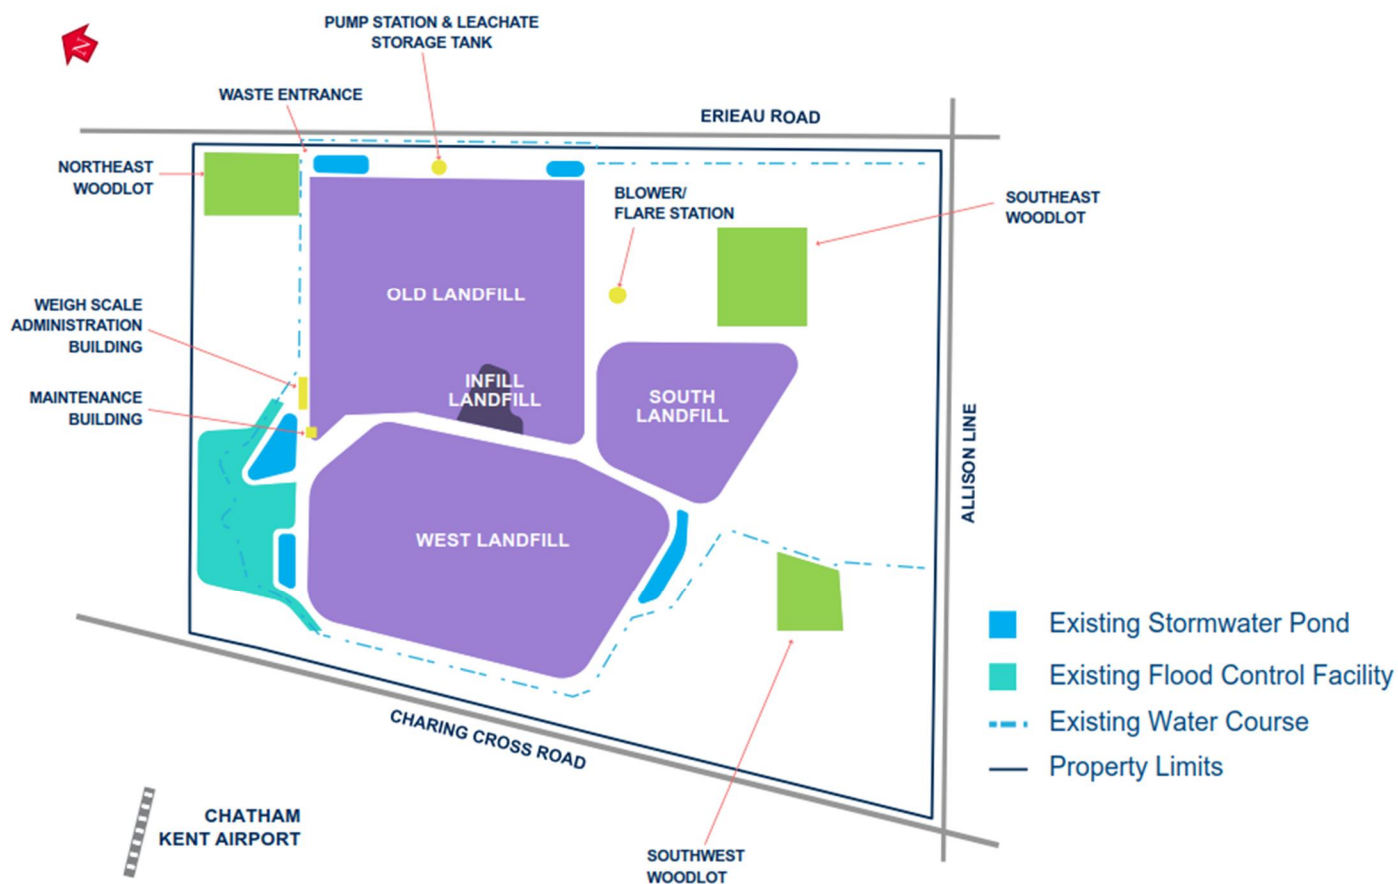 PUMP STATION & LEACHATE
STORAGE TANK
N
WASTE ENTRANCE
ERIEAU ROAD
NORTHEAST
WOODLOT
BLOWER/
FLARE STATION
SOUTHEAST
WOODLOT
OLD LANDFILL
WEIGH SCALE
ADMINISTRATION
BUILDING
INFILL
LANDFILL
SOUTH
LANDFILL
MAINTENANCE
BUILDING
ALLISON LINE
WEST LANDFILL
Existing Stormwater Pond
Existing Flood Control Facility
Existing Water Course
Property Limits
CHARING CROSS ROAD
CHATHAM
KENT AIRPORT
SOUTHWEST
WOODLOT